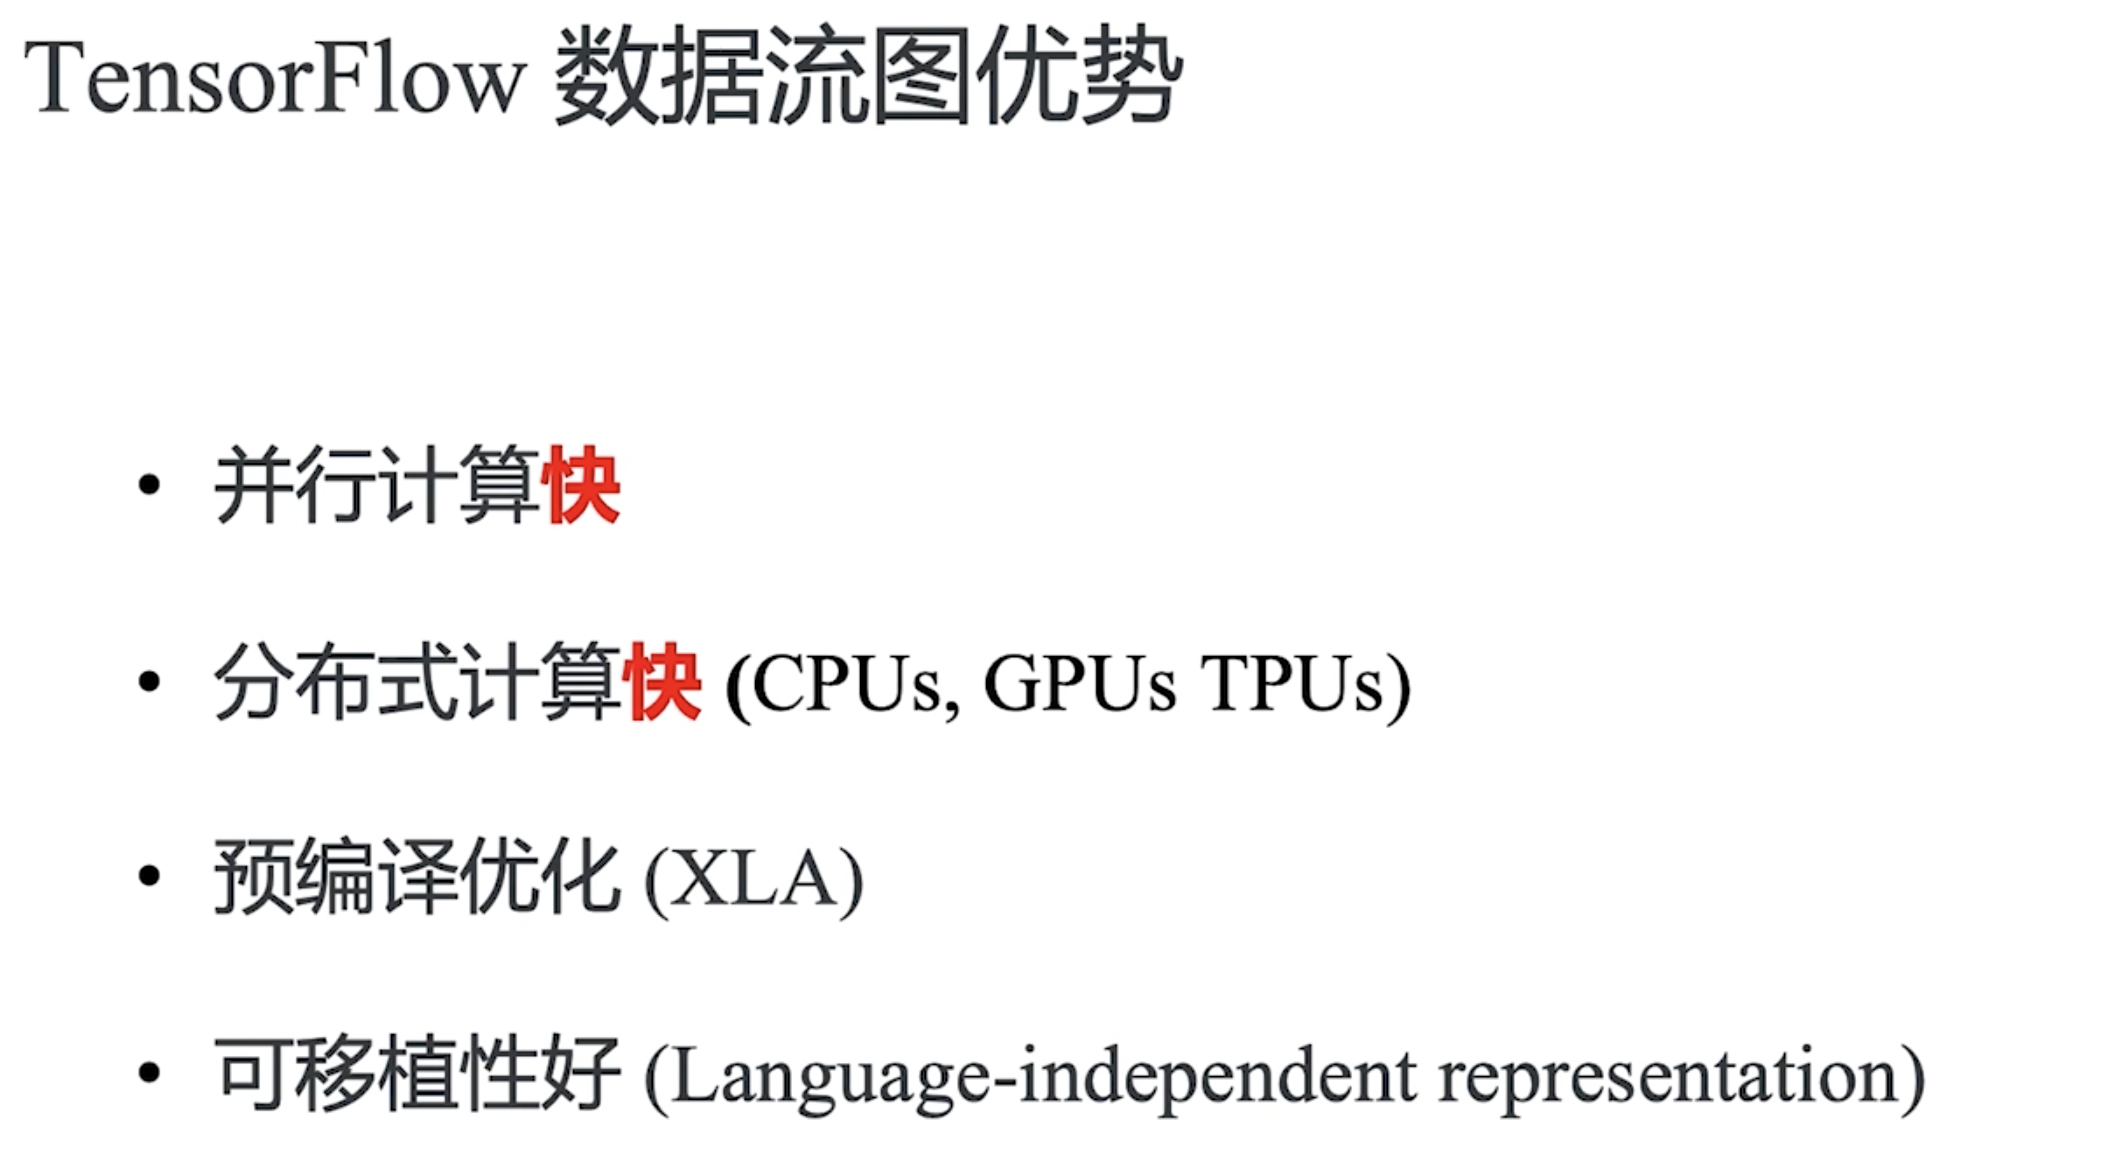 TensorFlow 数据流图优势
• 并行计算快
• 分布式计算快 (CPUs, GPUs TPUs)
• 预编译优化 (XLA)
• 可移植性好 (Language-independent representation)